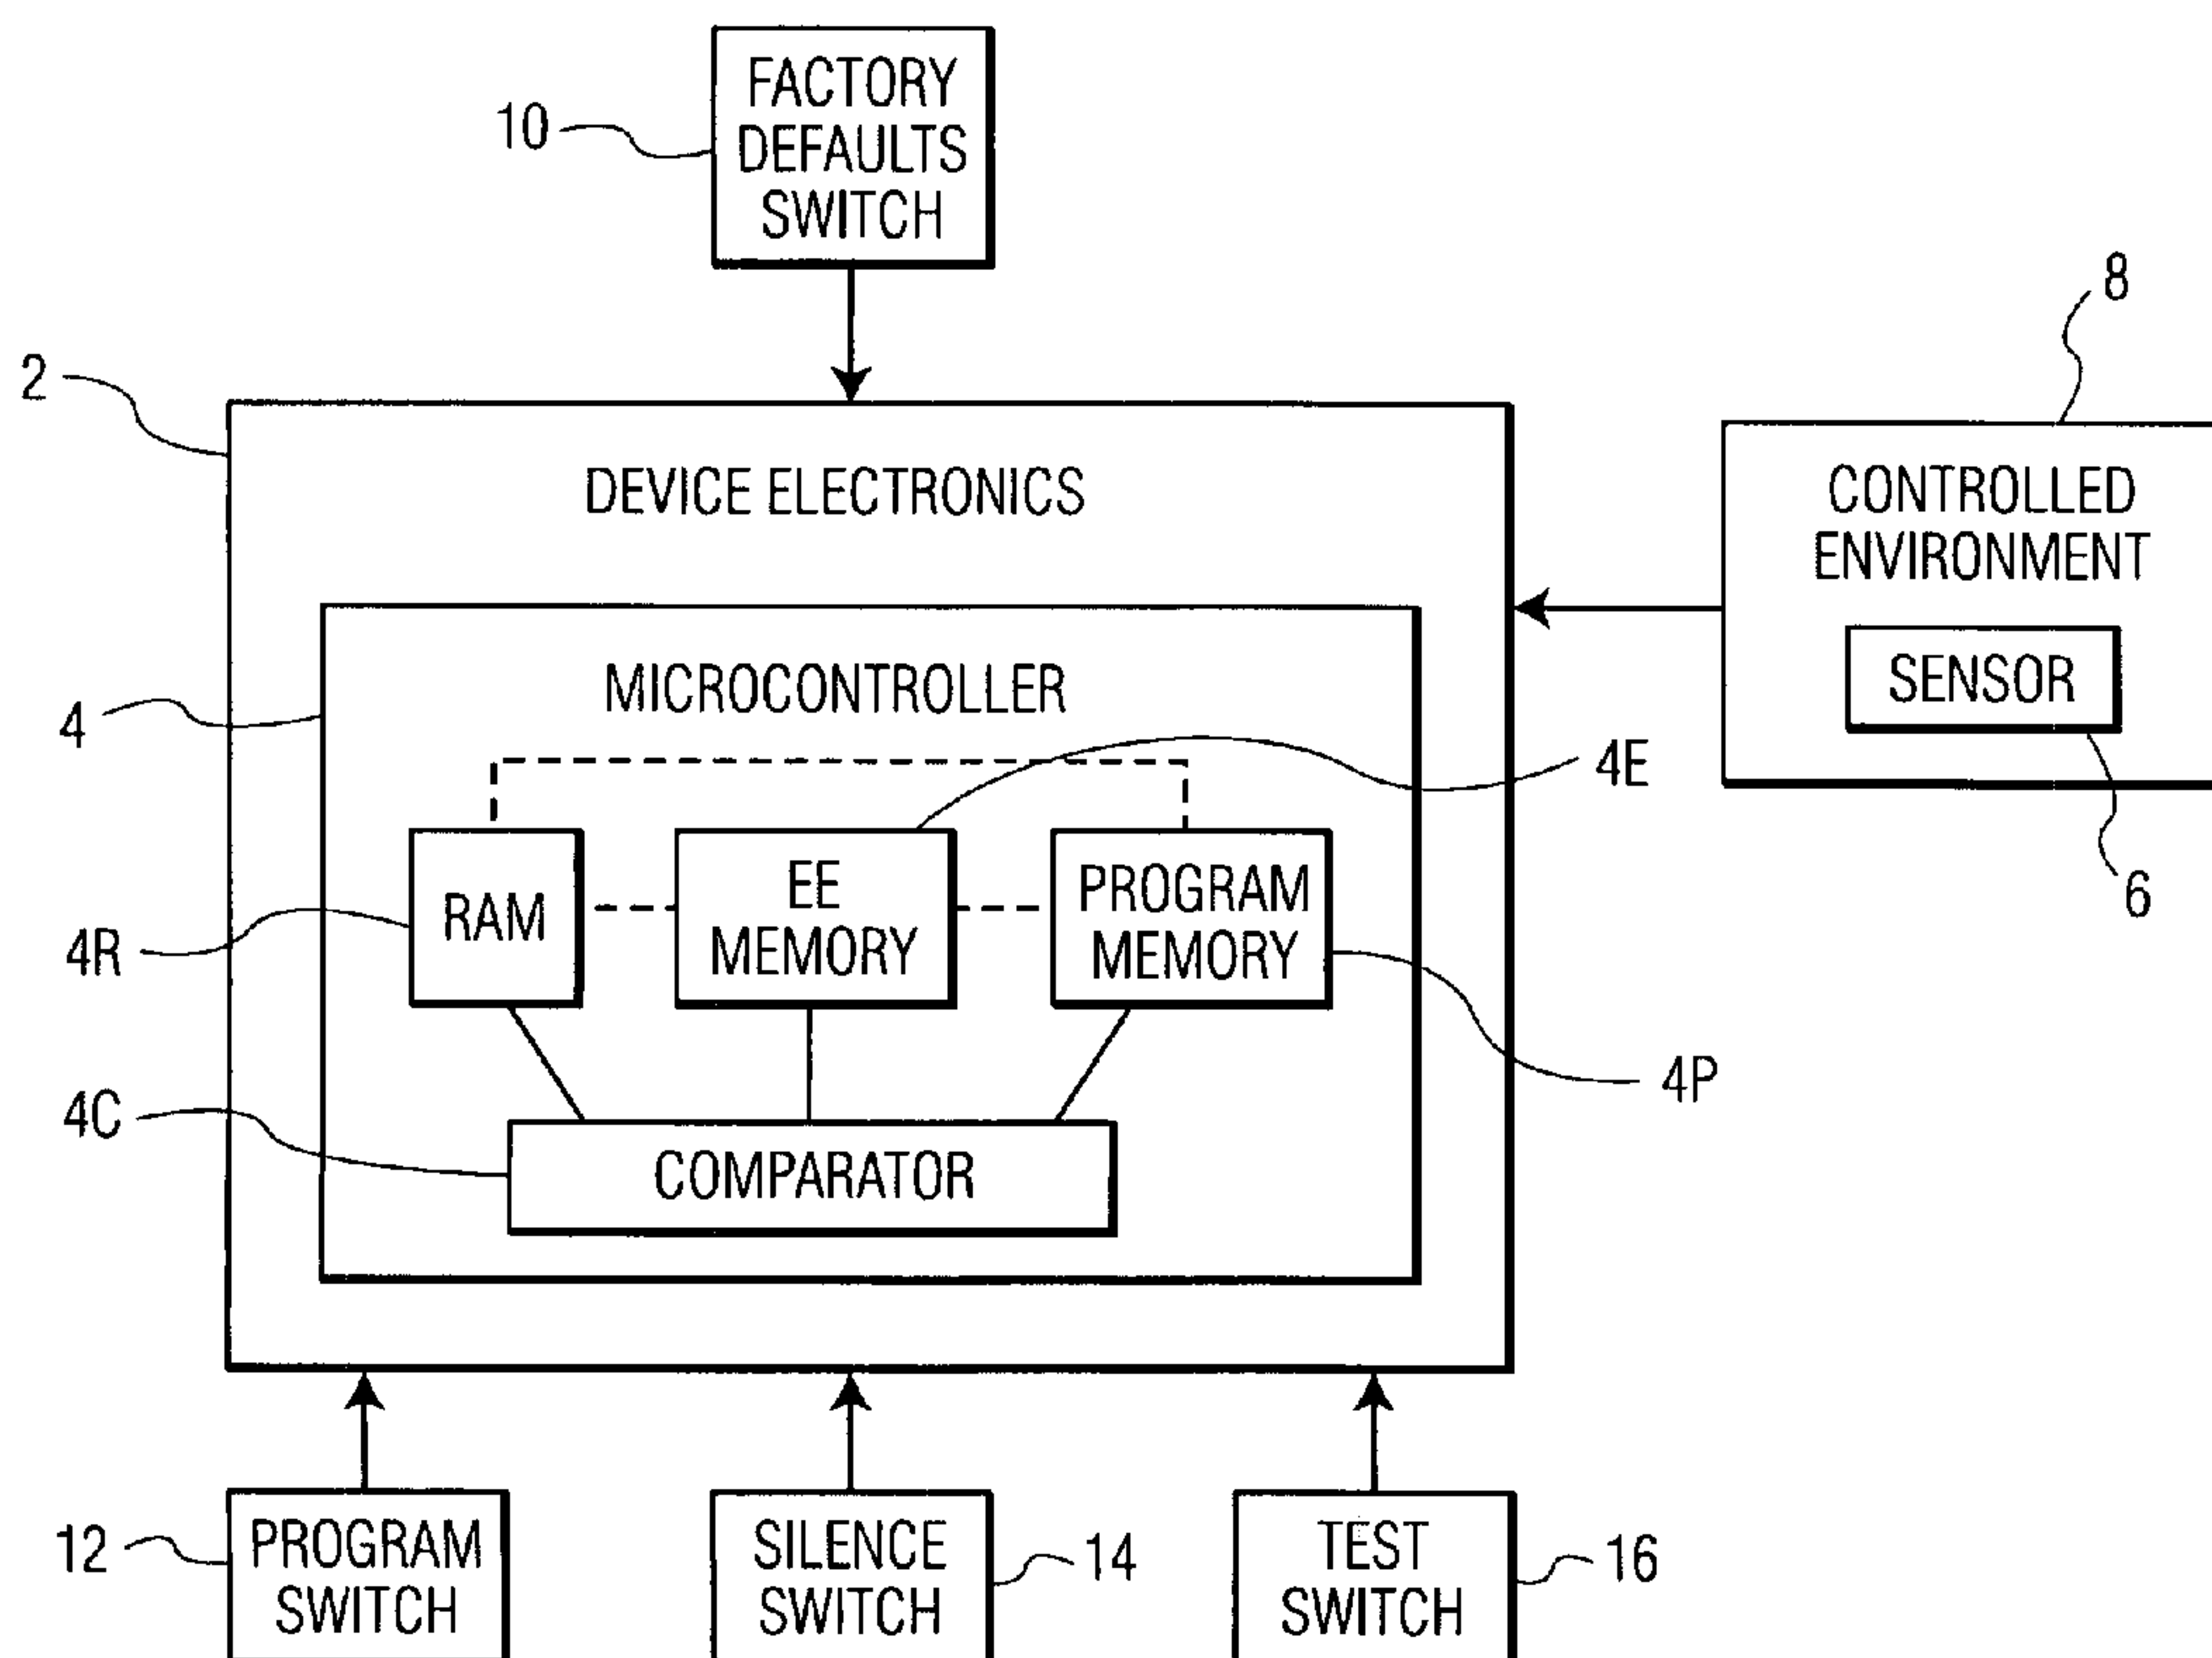 FACTORY
DEFAULTS
SWITCH
10
8
2
DEVICE ELECTRONICS
CONTROLLED
ENVIRONMENT
SENSOR
6
4
MICROCONTROLLER
4E
RAM
EE
MEMORY
PROGRAM
MEMORY
4R
4P
4C
COMPARATOR
12
PROGRAM
SWITCH
SILENCE
SWITCH
14
TEST
SWITCH
16